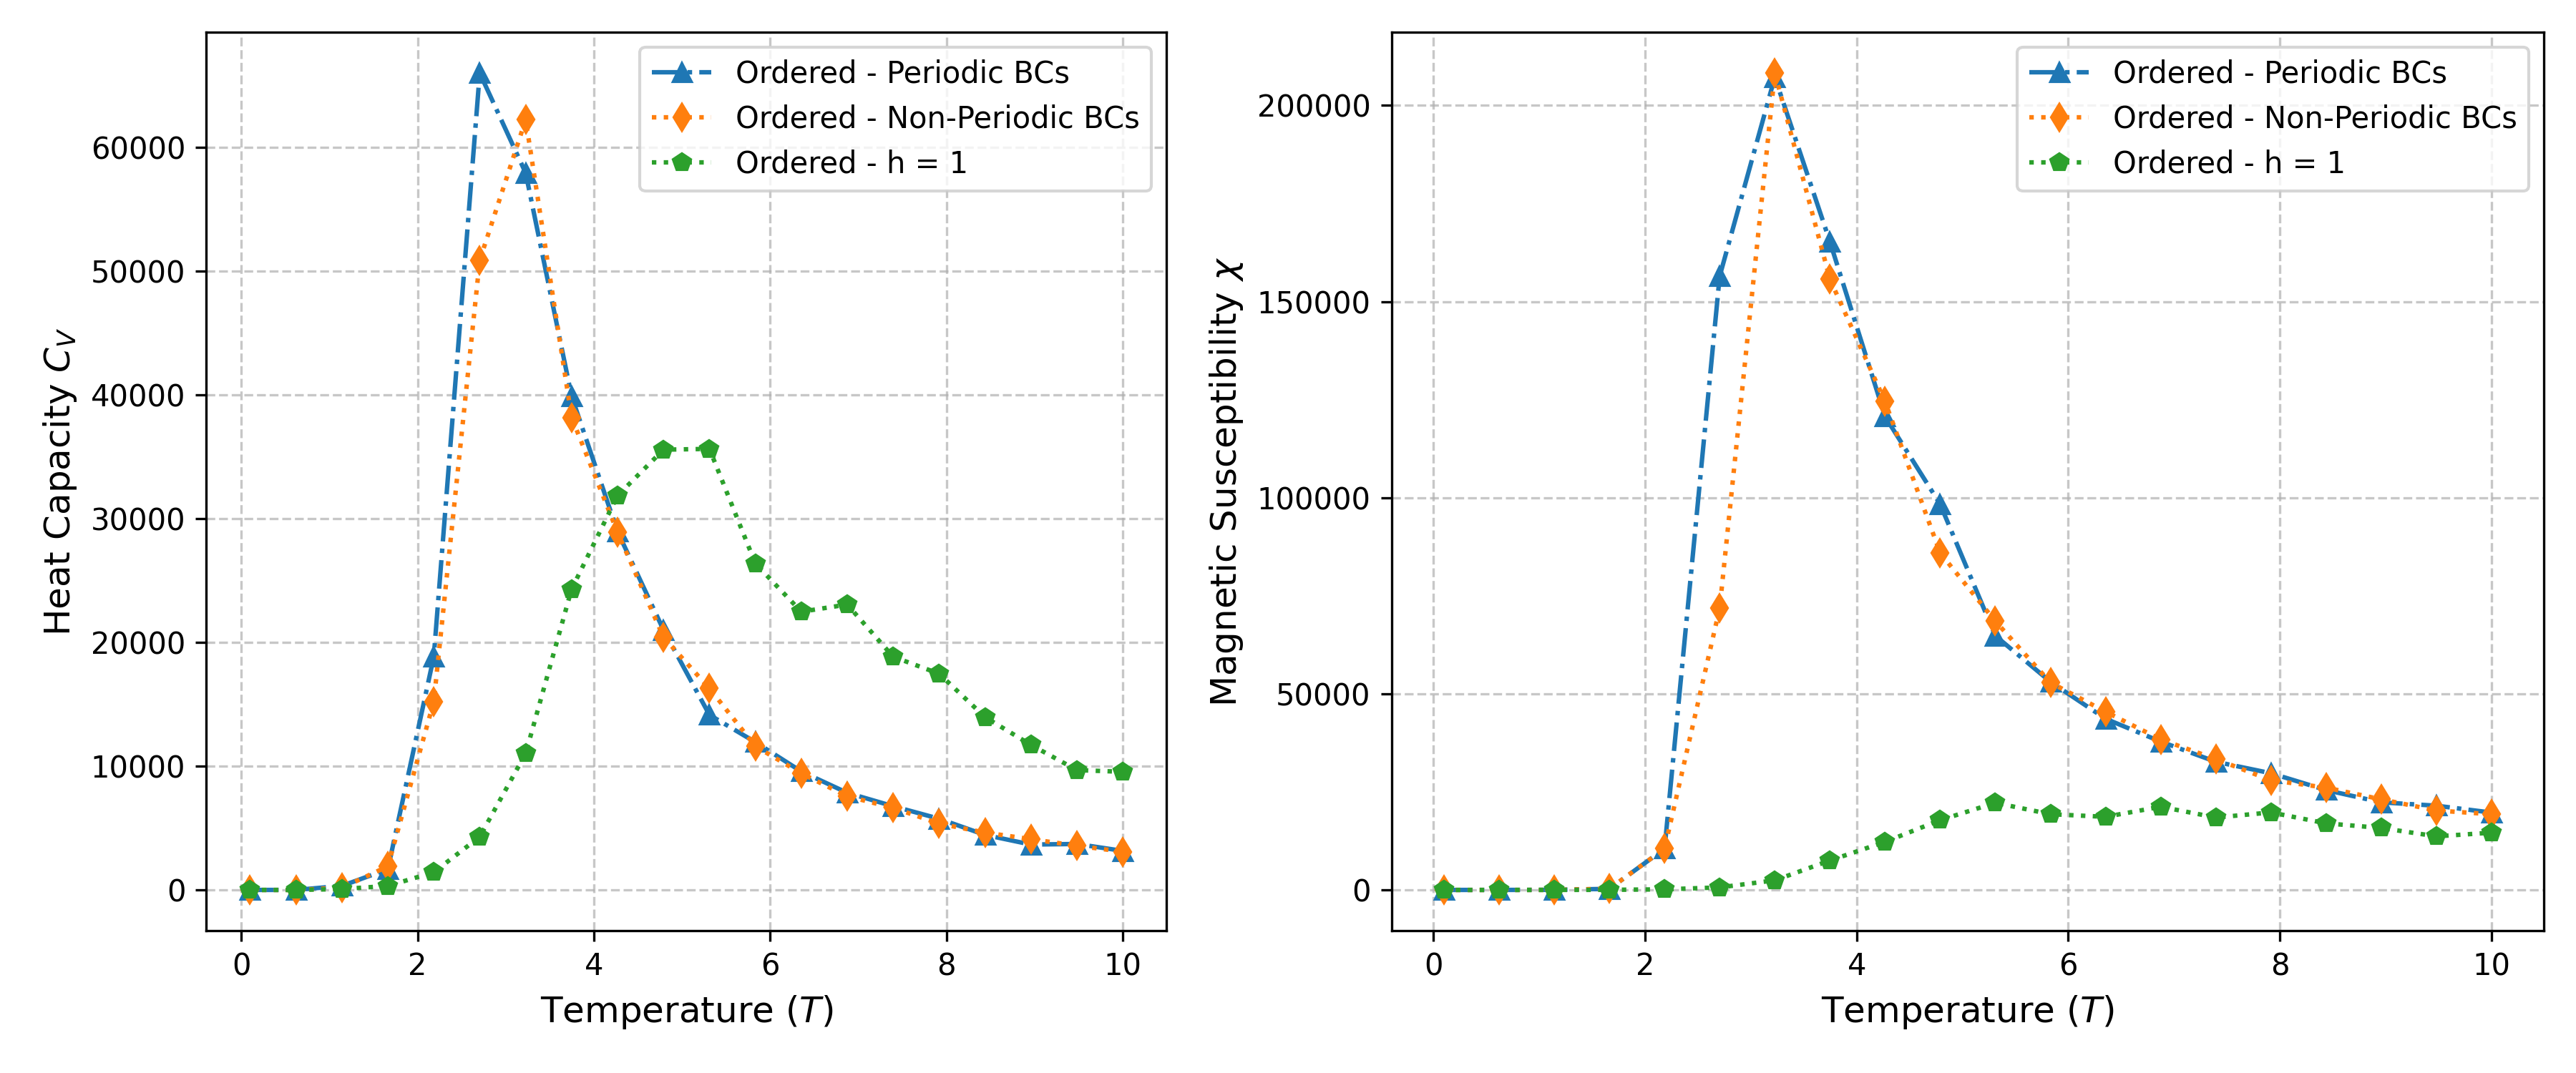 Heat Capacity C_V
60000
50000
40000
30000
20000
10000
0
0 2 4 6 8 10
Temperature (T)
Ordered - Periodic BCs
Ordered - Non-Periodic BCs
Ordered - h = 1
Magnetic Susceptibility χ
200000
150000
100000
50000
0
0 2 4 6 8 10
Temperature (T)
Ordered - Periodic BCs
Ordered - Non-Periodic BCs
Ordered - h = 1